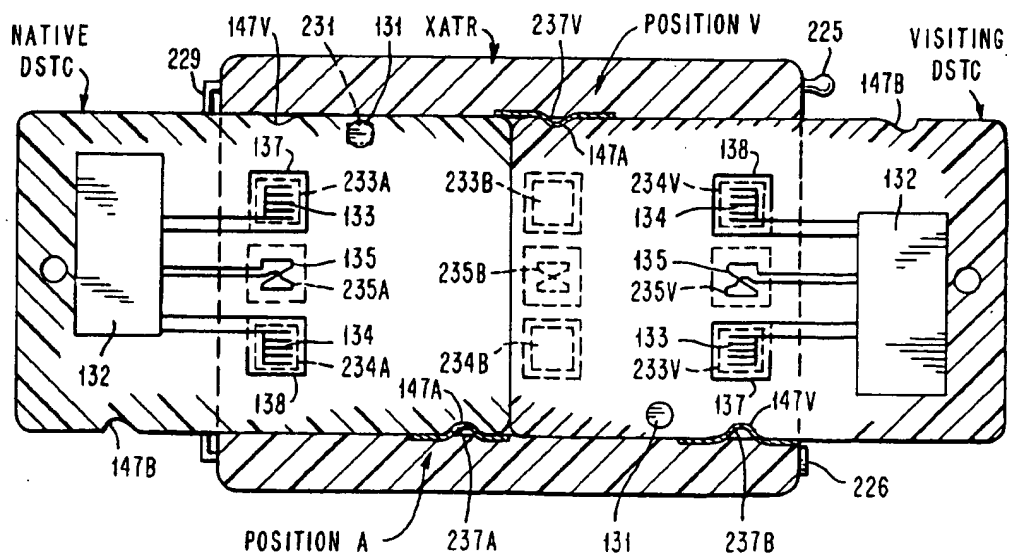 NATIVE DSTC
229
147V
231
131
XATR
237V
POSITION V
225
VISITING DSTC
147B
147A
137
233A
133
233B
138
234V
134
132
135
235A
235B
135
235V
134
234A
234B
133
233V
132
138
147A
137
147V
147B
POSITION A
237A
131
237B
226